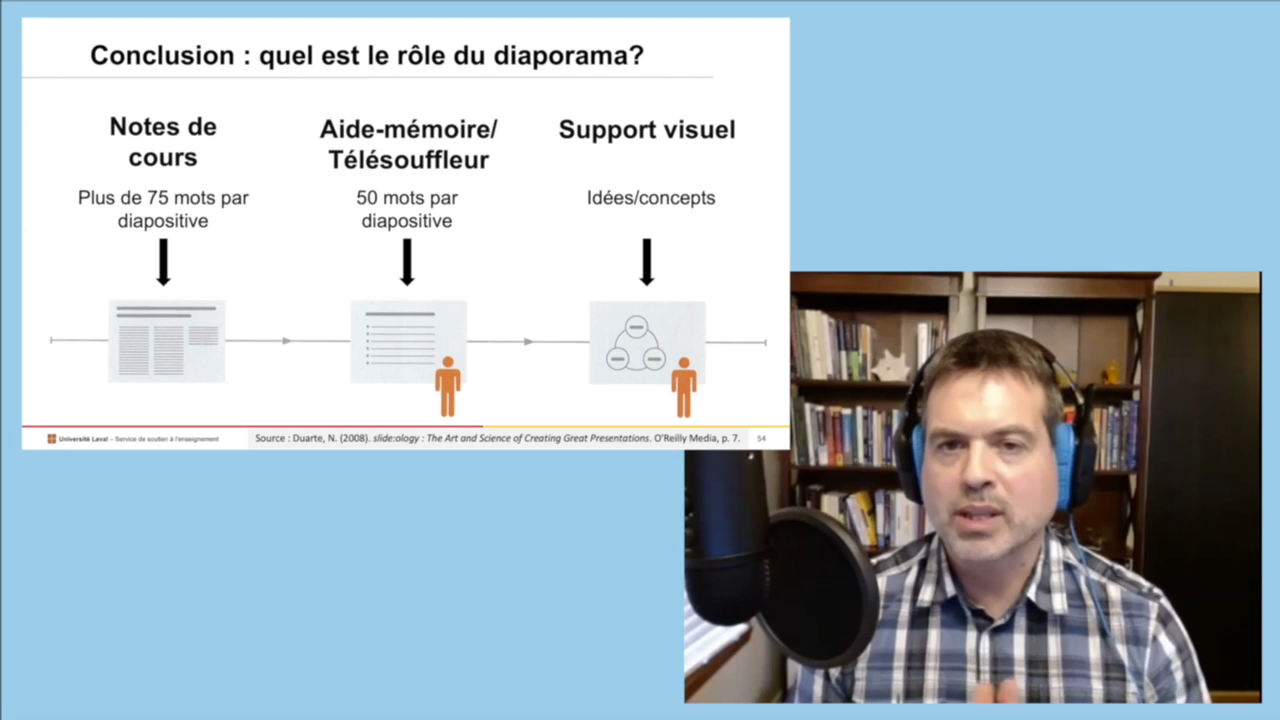 Conclusion : quel est le rôle du diaporama?
Notes de
cours
Plus de 75 mots par
diapositive
Aide-mémoire/
Télésouffleur
50 mots par
diapositive
Support visuel
Idées/concepts
Université Laval – Service de soutien à l'enseignement
Source : Duarte, N. (2008). slide:ology : The Art and Science of Creating Great Presentations. O'Reilly Media, p. 7.
54